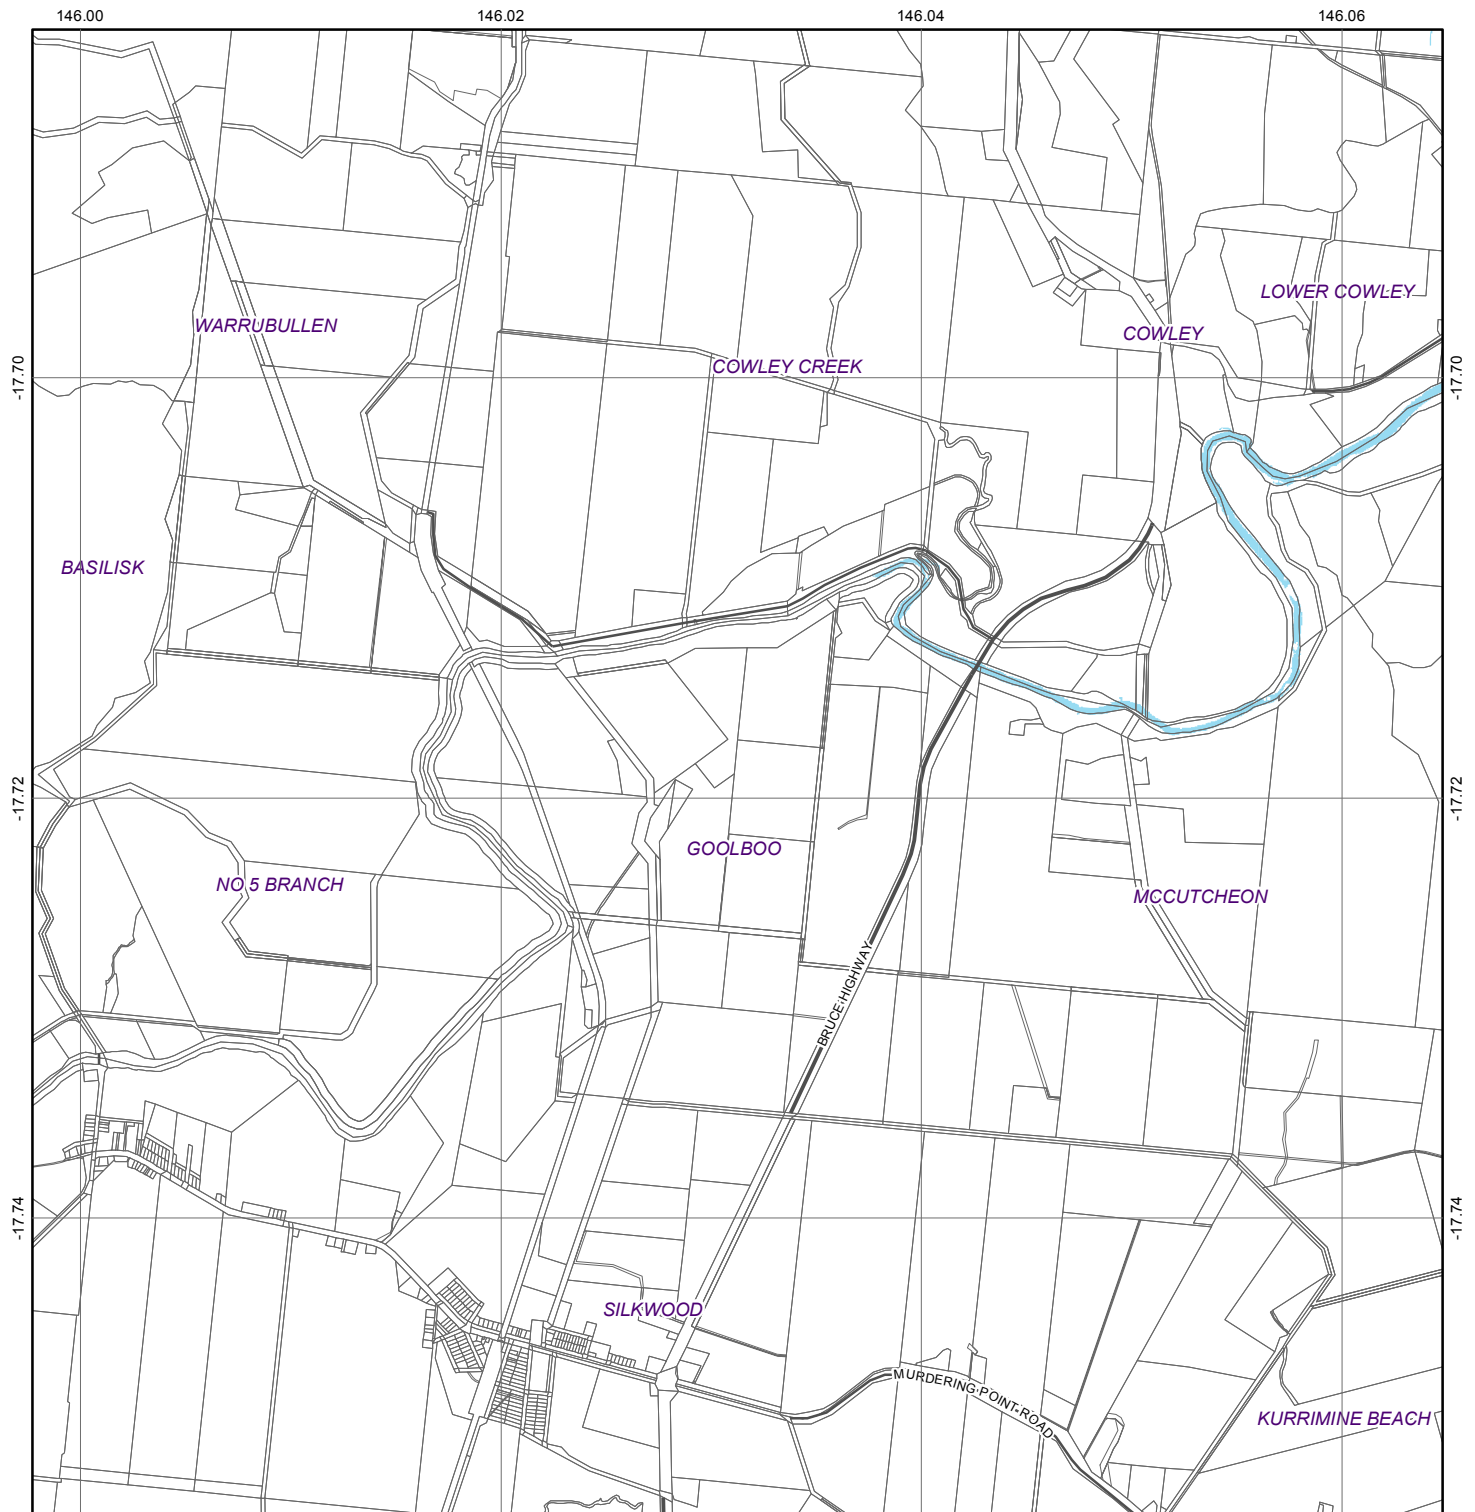 146.00
146.02
146.04
146.06
LOWER COWLEY
WARRUBULLEN
COWLEY
COWLEY CREEK
-17.70
-17.70
BASILISK
-17.72
-17.72
GOOLBOO
NO 5 BRANCH
MCCUTCHEON
BRUCE HIGHWAY
-17.74
-17.74
SILKWOOD
MURDERING POINT ROAD
KURRIMINE BEACH